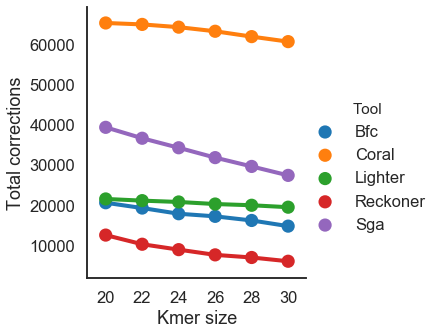 60000
50000
40000
30000
20000
10000
Total corrections
20 22 24 26 28 30
Kmer size
Tool
Bfc
Coral
Lighter
Reckoner
Sga